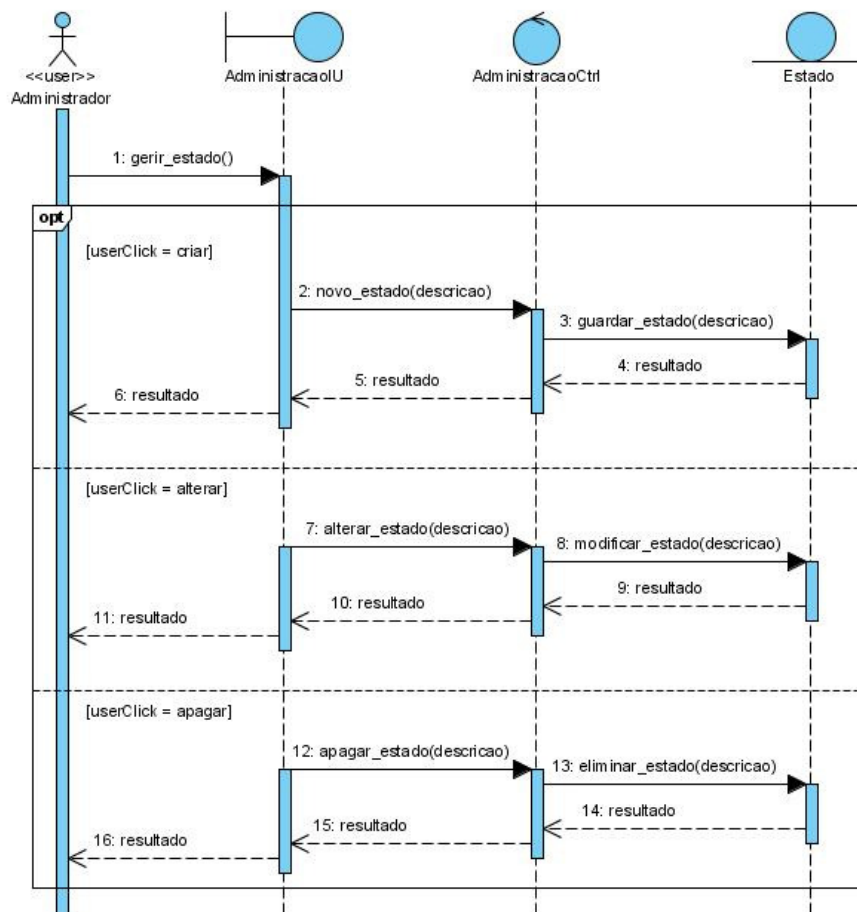 <<user>>
Administrador
AdministracaoIU
AdministracaoCtrl
Estado
1: gerir_estado()
opt
[userClick = criar]
2: novo_estado(descricao)
3: guardar_estado(descricao)
4: resultado
5: resultado
6: resultado
[userClick = alterar]
7: alterar_estado(descricao)
8: modificar_estado(descricao)
9: resultado
10: resultado
11: resultado
[userClick = apagar]
12: apagar_estado(descricao)
13: eliminar_estado(descricao)
14: resultado
15: resultado
16: resultado